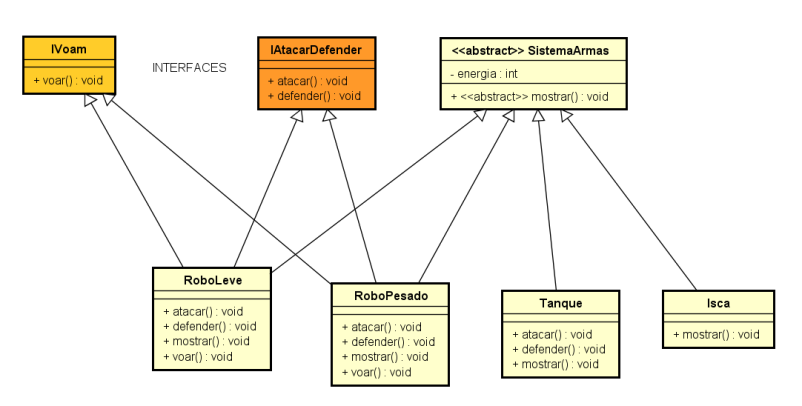 IVoam
+ voar() : void
INTERFACES
IAtacarDefender
+ atacar() : void
+ defender() : void
<<abstract>> SistemaArmas
- energia : int
+ <<abstract>> mostrar() : void
RoboLeve
+ atacar() : void
+ defender() : void
+ mostrar() : void
+ voar() : void
RoboPesado
+ atacar() : void
+ defender() : void
+ mostrar() : void
+ voar() : void
Tanque
+ atacar() : void
+ defender() : void
+ mostrar() : void
Isca
+ mostrar() : void